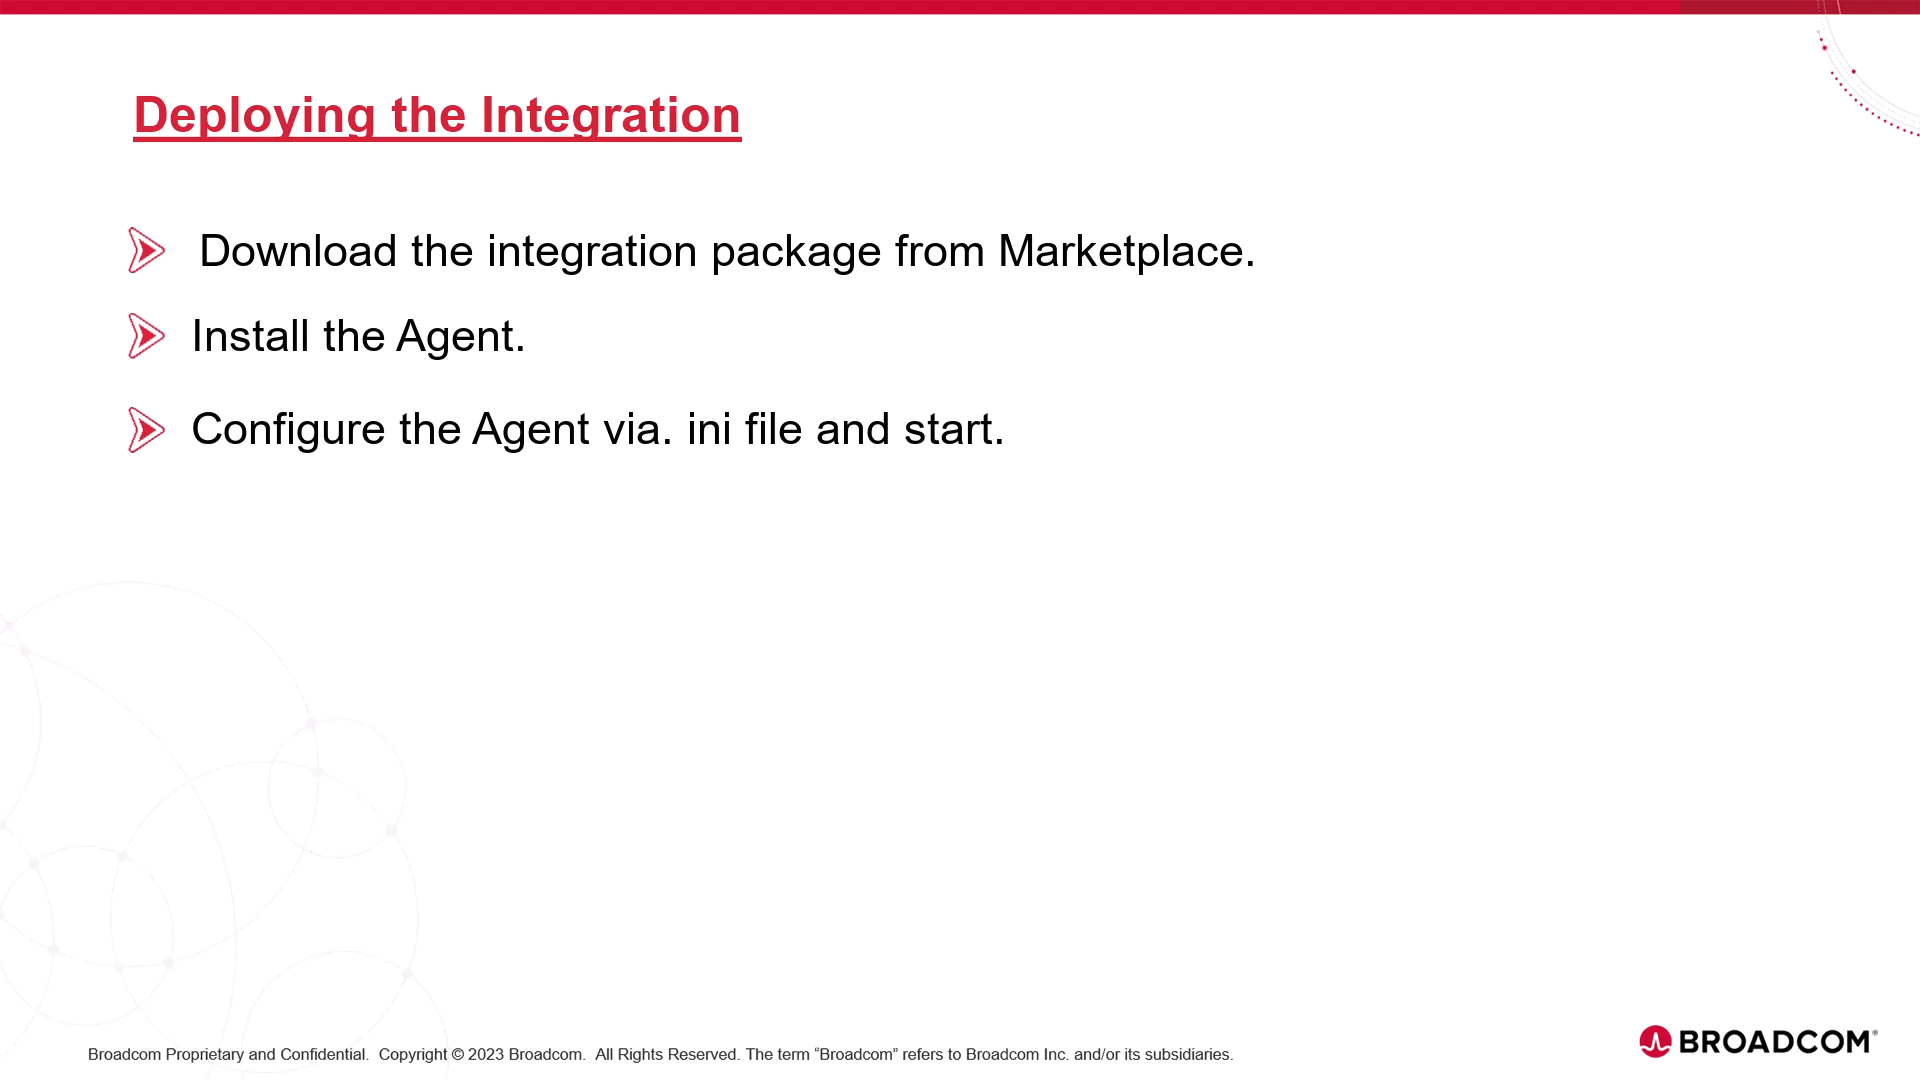 Deploying the Integration
Download the integration package from Marketplace.
Install the Agent.
Configure the Agent via. ini file and start.
Broadcom Proprietary and Confidential.  Copyright © 2023 Broadcom.  All Rights Reserved. The term “Broadcom” refers to Broadcom Inc. and/or its subsidiaries.
BROADCOM®